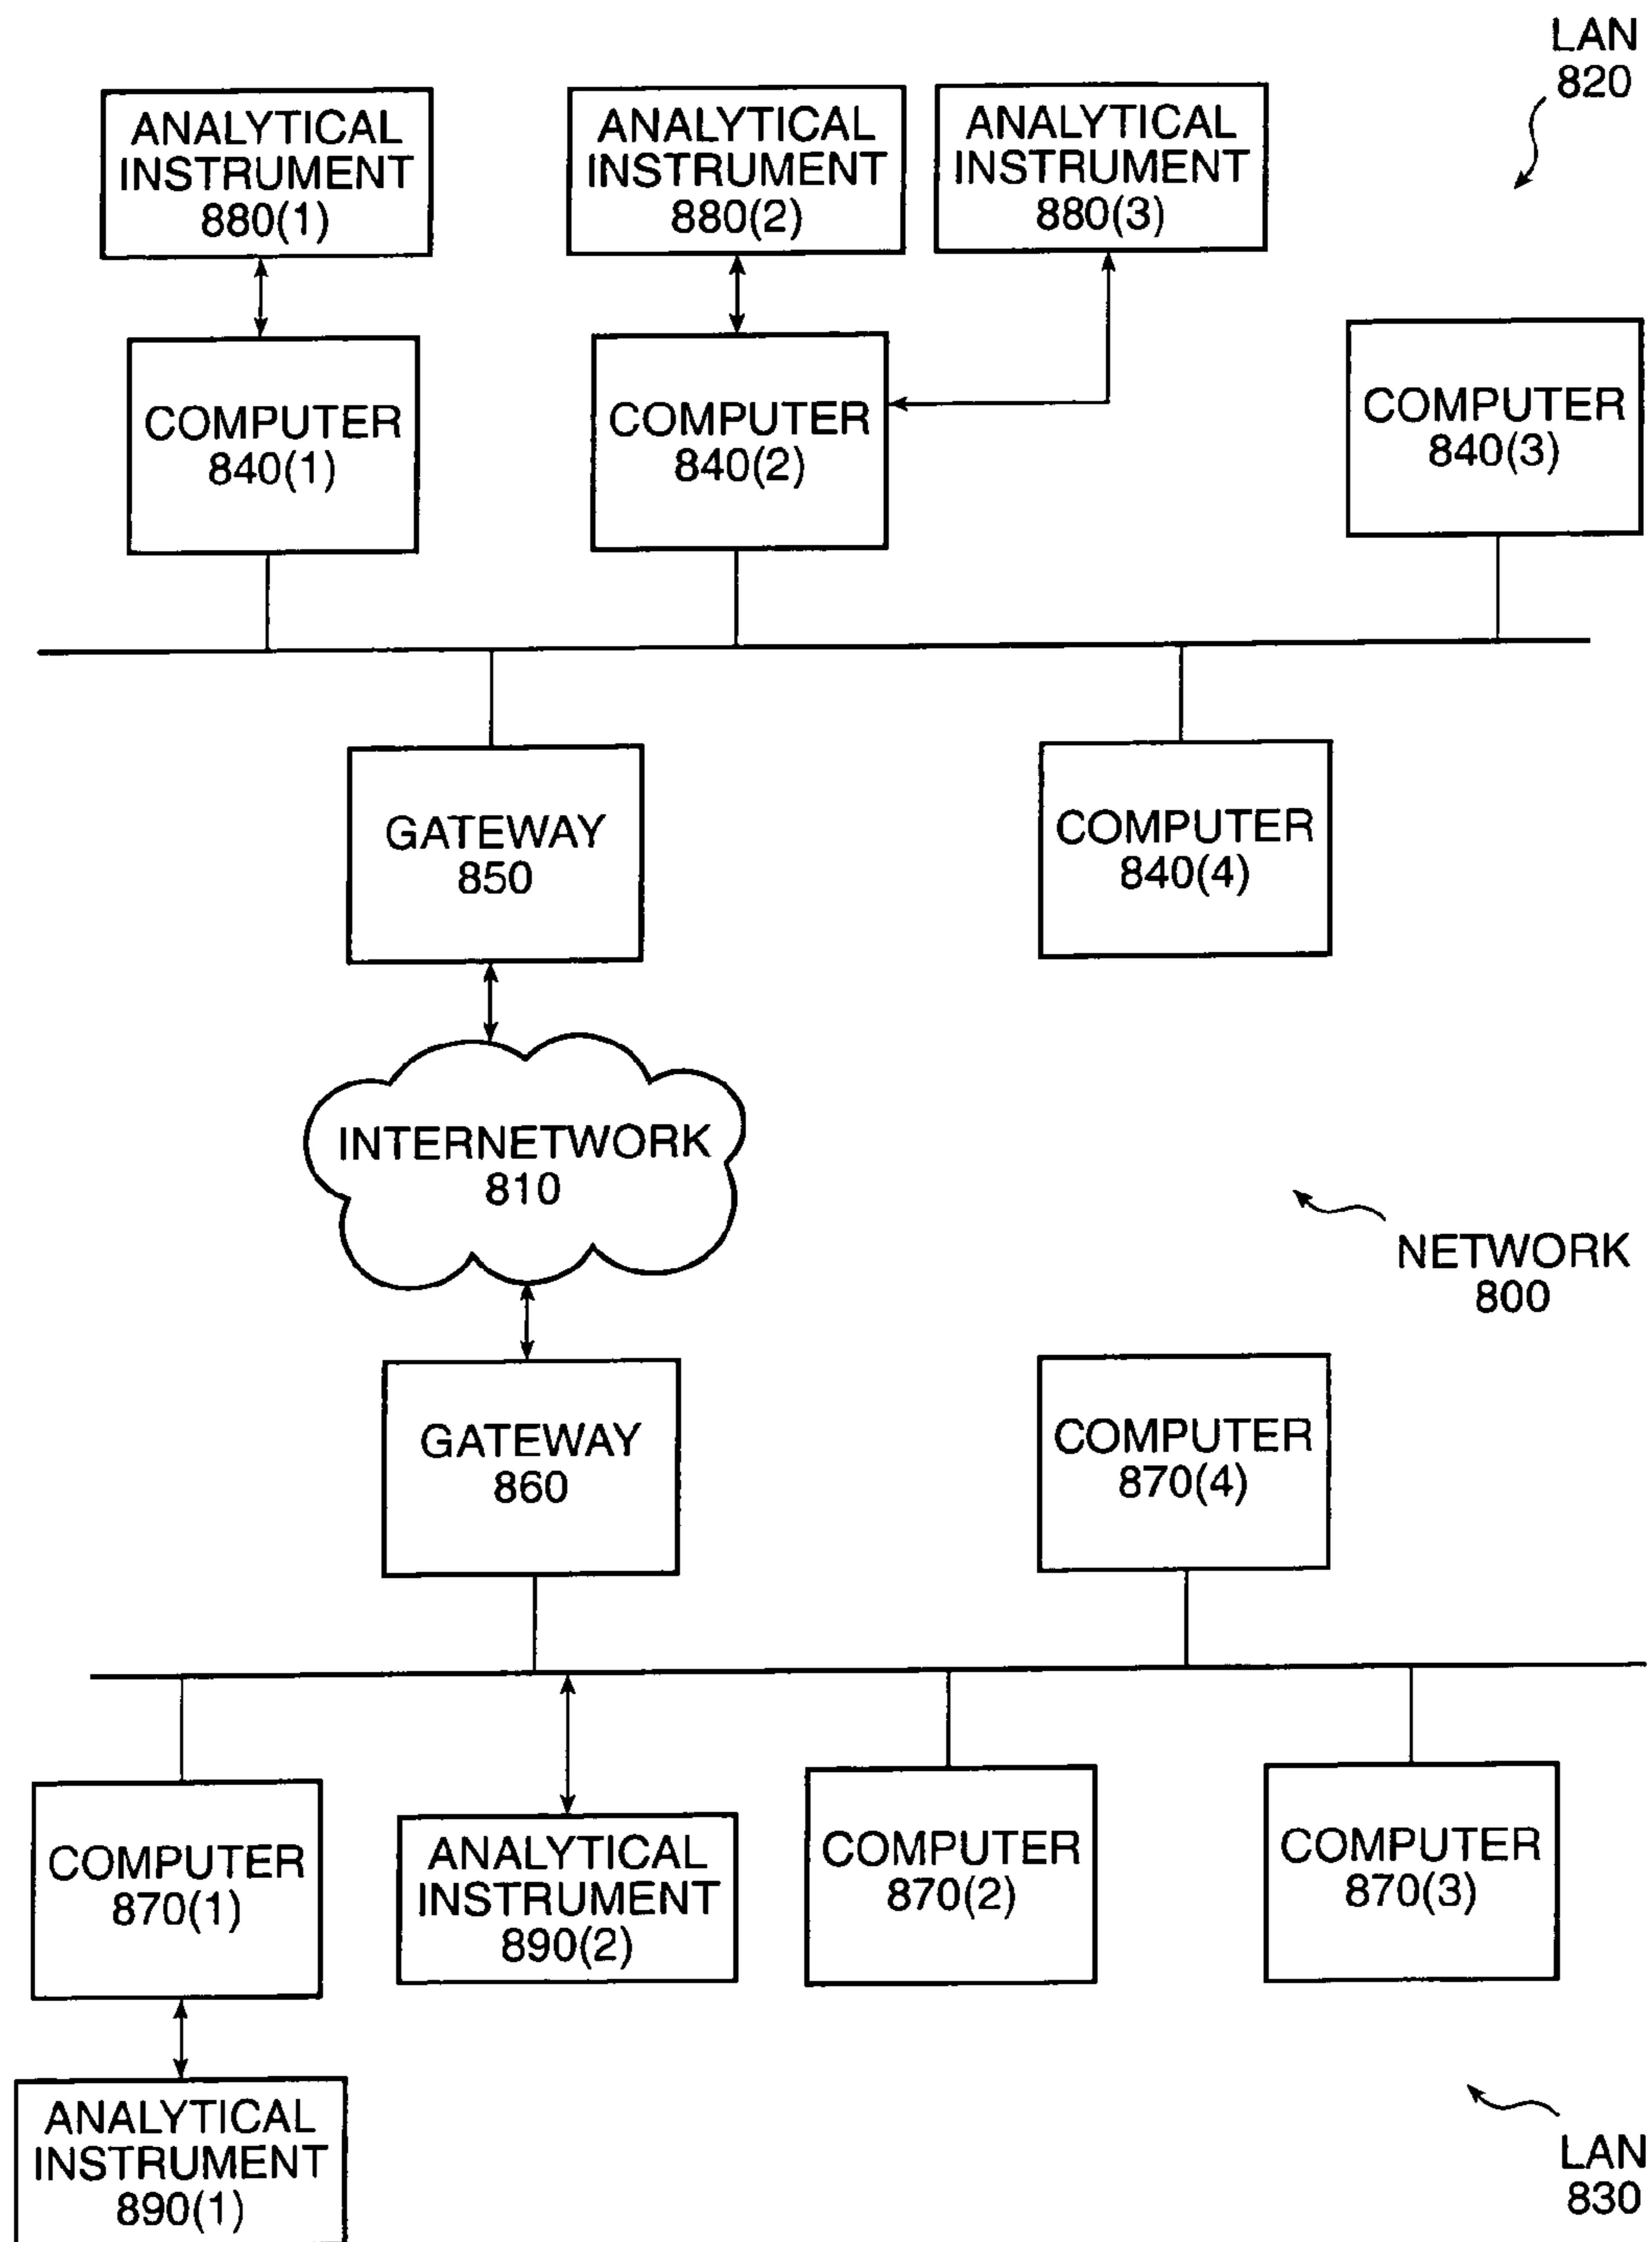 LAN
820
ANALYTICAL
INSTRUMENT
880(1)
ANALYTICAL
INSTRUMENT
880(2)
ANALYTICAL
INSTRUMENT
880(3)
COMPUTER
840(1)
COMPUTER
840(2)
COMPUTER
840(3)
GATEWAY
850
COMPUTER
840(4)
INTERNETWORK
810
NETWORK
800
GATEWAY
860
COMPUTER
870(4)
COMPUTER
870(1)
ANALYTICAL
INSTRUMENT
890(2)
COMPUTER
870(2)
COMPUTER
870(3)
ANALYTICAL
INSTRUMENT
890(1)
LAN
830